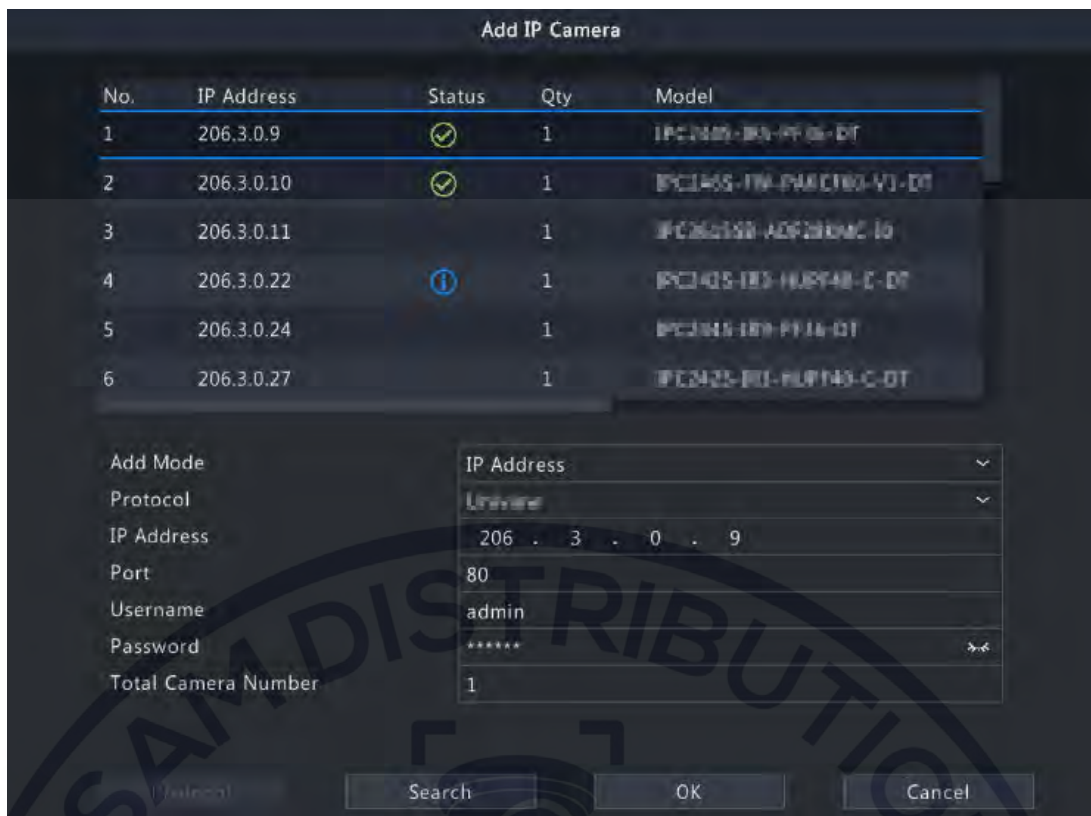 Add IP Camera
No. IP Address Status Qty Model
1 206.3.0.9 1
2 206.3.0.10 1
3 206.3.0.11 1
4 206.3.0.22 1
5 206.3.0.24 1
6 206.3.0.27 1
Add Mode IP Address
Protocol
IP Address 206 . 3 . 0 . 9
Port 80
Username admin
Password ******
Total Camera Number 1
SAM DISTRIBUTION
Search OK Cancel